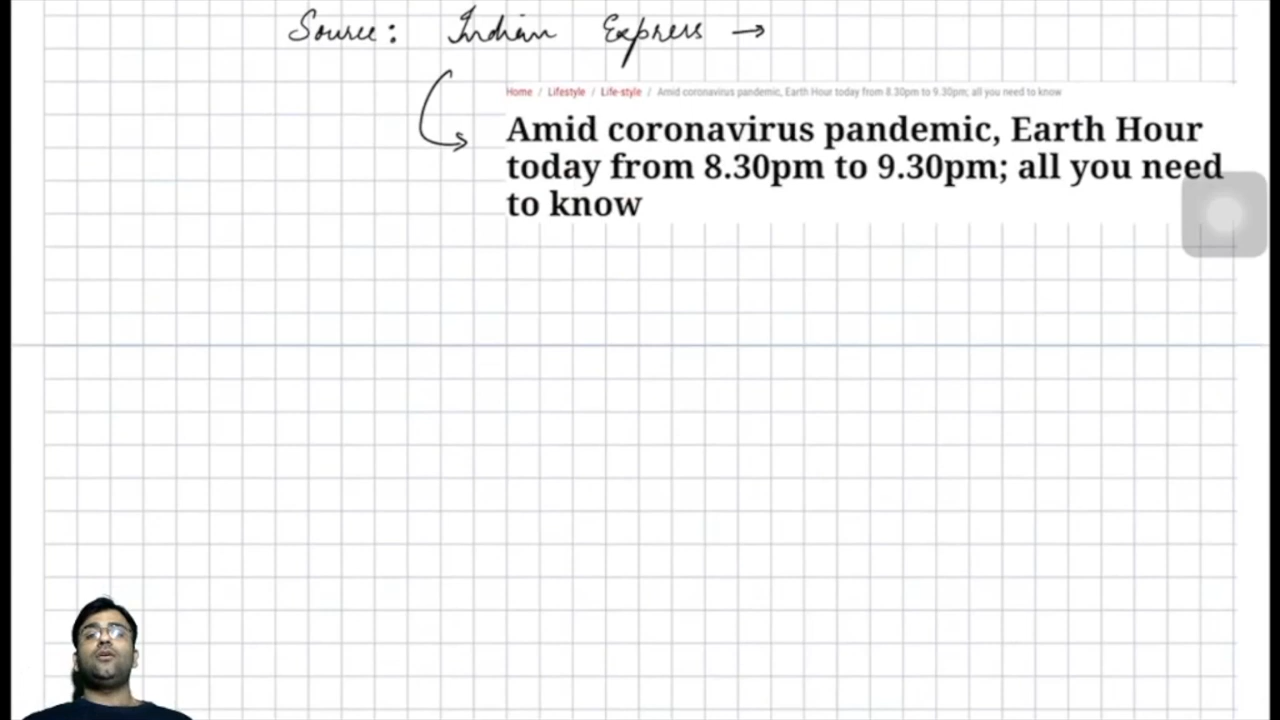 Source: Indian Express →
Home / Lifestyle / Life-style / Amid coronavirus pandemic, Earth Hour today from 8.30pm to 9.30pm; all you need to know
Amid coronavirus pandemic, Earth Hour
today from 8.30pm to 9.30pm; all you need
to know